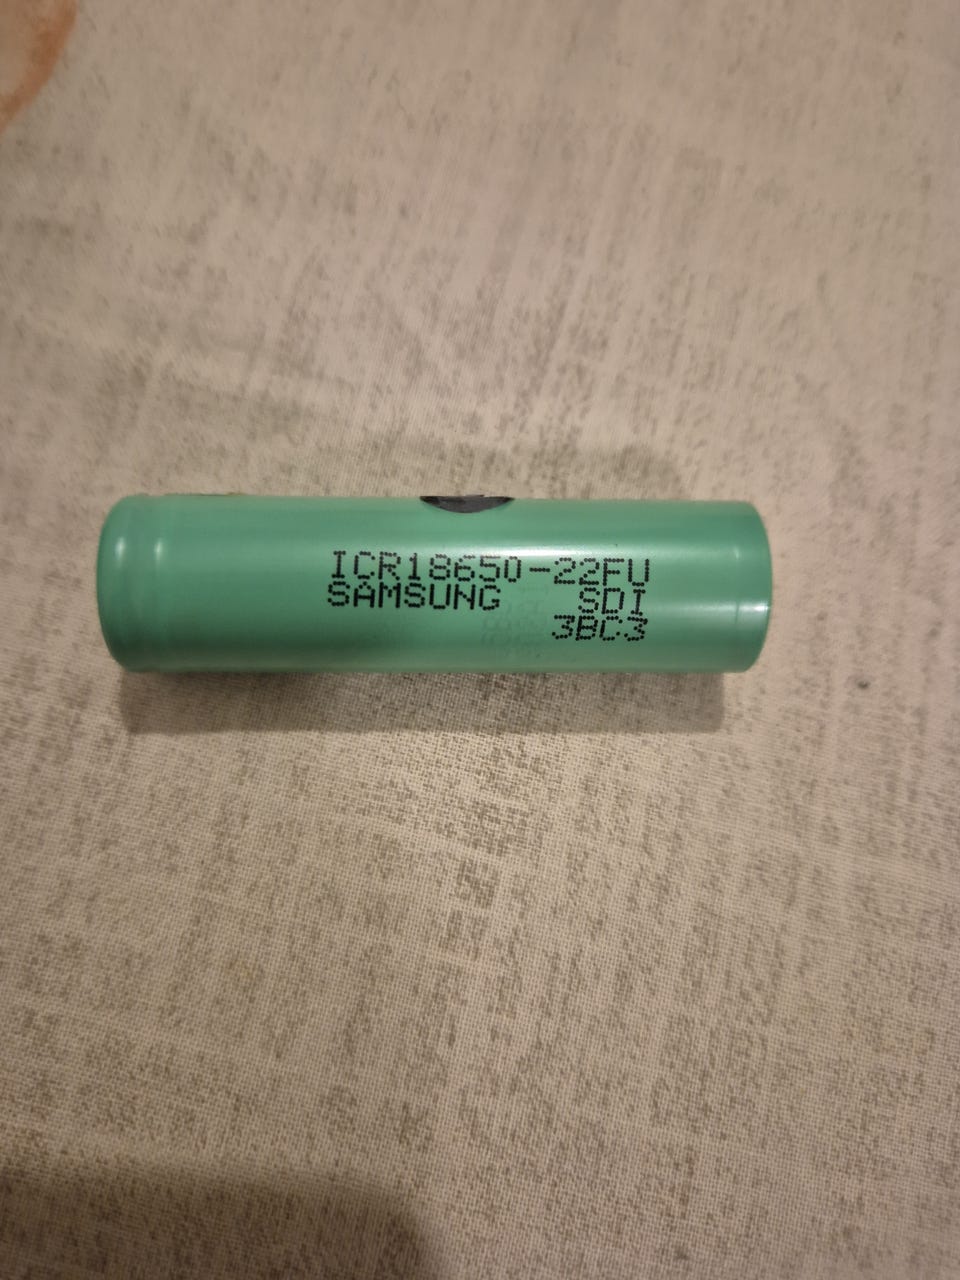 ICR18650-22FU
SAMSUNG SDI
3BC3